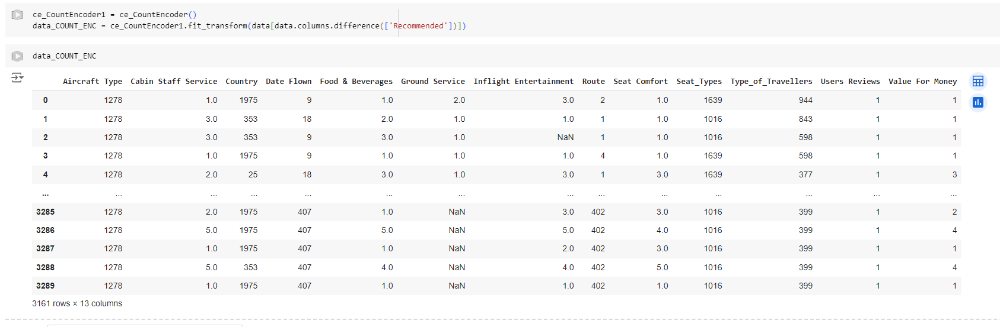 ce_CountEncoder1 = ce_CountEncoder()
data_COUNT_ENC = ce_CountEncoder1.fit_transform(data[data.columns.difference(['Recommended'])])
data_COUNT_ENC
Aircraft Type Cabin Staff Service Country Date Flown Food & Beverages Ground Service Inflight Entertainment Route Seat Comfort Seat_Types Type_of_Travellers Users Reviews Value For Money
0 1278 1.0 1975 9 1.0 2.0 3.0 2 1.0 1639 944 1 1
1 1278 3.0 353 18 2.0 1.0 1.0 1 1.0 1016 843 1 1
2 1278 3.0 353 9 3.0 1.0 NaN 1 1.0 1016 598 1 1
3 1278 1.0 1975 9 1.0 1.0 1.0 4 1.0 1639 598 1 1
4 1278 2.0 25 18 3.0 1.0 3.0 1 3.0 1639 377 1 3
... ... ... ... ... ... ... ... ... ... ... ... ... ...
3285 1278 2.0 1975 407 1.0 NaN 3.0 402 3.0 1016 399 1 2
3286 1278 5.0 1975 407 5.0 NaN 5.0 402 4.0 1016 399 1 4
3287 1278 1.0 1975 407 1.0 NaN 2.0 402 3.0 1016 399 1 1
3288 1278 5.0 353 407 4.0 NaN 4.0 402 5.0 1016 399 1 4
3289 1278 1.0 1975 407 1.0 NaN 1.0 402 1.0 1016 399 1 1
3161 rows × 13 columns